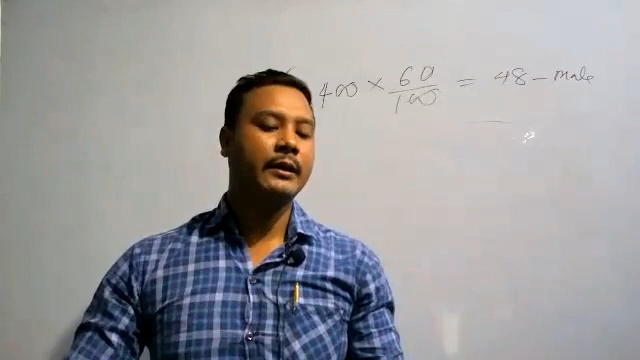 400 × 60/100 = 48 - male
?